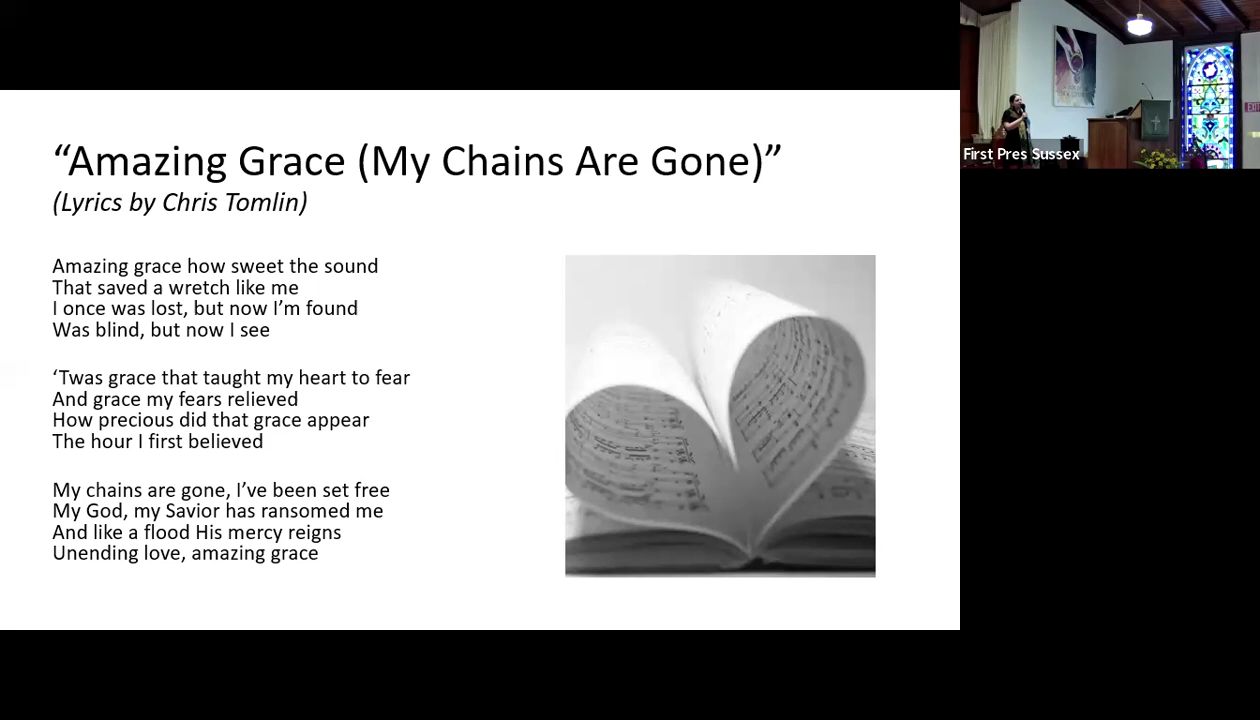 “Amazing Grace (My Chains Are Gone)”
(Lyrics by Chris Tomlin)
Amazing grace how sweet the sound
That saved a wretch like me
I once was lost, but now I’m found
Was blind, but now I see
‘Twas grace that taught my heart to fear
And grace my fears relieved
How precious did that grace appear
The hour I first believed
My chains are gone, I’ve been set free
My God, my Savior has ransomed me
And like a flood His mercy reigns
Unending love, amazing grace
First Pres Sussex